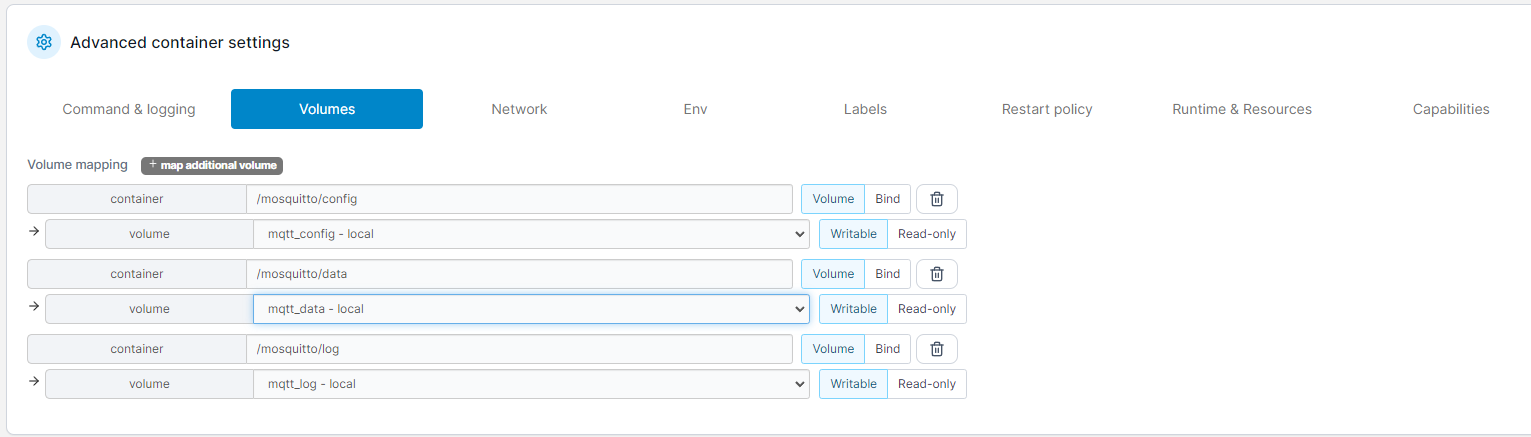 Advanced container settings
Command & logging Volumes Network Env Labels Restart policy Runtime & Resources Capabilities
Volume mapping + map additional volume
container /mosquitto/config Volume Bind
→ volume mqtt_config - local Writable Read-only
container /mosquitto/data Volume Bind
→ volume mqtt_data - local Writable Read-only
container /mosquitto/log Volume Bind
→ volume mqtt_log - local Writable Read-only